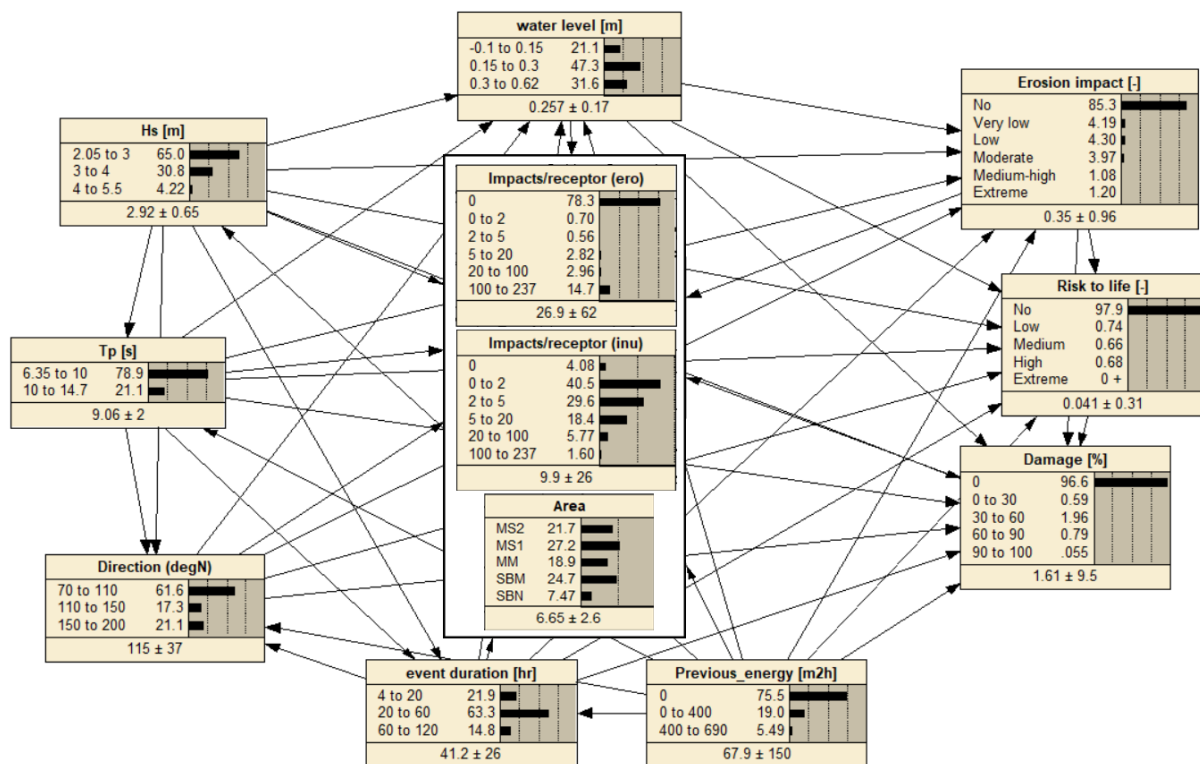 water level [m]
-0.1 to 0.15 21.1
0.15 to 0.3 47.3
0.3 to 0.62 31.6
0.257 ± 0.17
Erosion impact [-]
No 85.3
Very low 4.19
Low 4.30
Moderate 3.97
Medium-high 1.08
Extreme 1.20
0.35 ± 0.96
Hs [m]
2.05 to 3 65.0
3 to 4 30.8
4 to 5.5 4.22
2.92 ± 0.65
Impacts/receptor (ero)
0 78.3
0 to 2 0.70
2 to 5 0.56
5 to 20 2.82
20 to 100 2.96
100 to 237 14.7
26.9 ± 62
Risk to life [-]
No 97.9
Low 0.74
Medium 0.66
High 0.68
Extreme 0 +
0.041 ± 0.31
Tp [s]
6.35 to 10 78.9
10 to 14.7 21.1
9.06 ± 2
Impacts/receptor (inu)
0 4.08
0 to 2 40.5
2 to 5 29.6
5 to 20 18.4
20 to 100 5.77
100 to 237 1.60
9.9 ± 26
Damage [%]
0 96.6
0 to 30 0.59
30 to 60 1.96
60 to 90 0.79
90 to 100 .055
1.61 ± 9.5
Area
MS2 21.7
MS1 27.2
MM 18.9
SBM 24.7
SBN 7.47
6.65 ± 2.6
Direction (degN)
70 to 110 61.6
110 to 150 17.3
150 to 200 21.1
115 ± 37
event duration [hr]
4 to 20 21.9
20 to 60 63.3
60 to 120 14.8
41.2 ± 26
Previous_energy [m2h]
0 75.5
0 to 400 19.0
400 to 690 5.49
67.9 ± 150